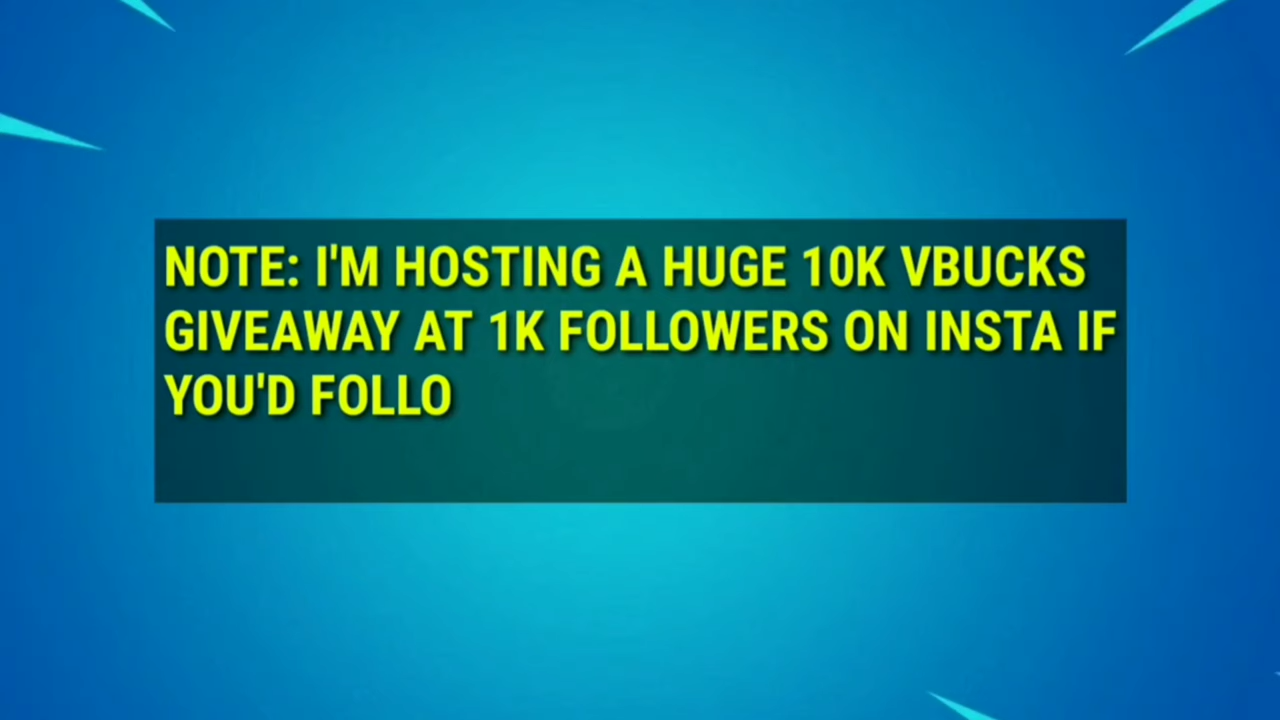 NOTE: I'M HOSTING A HUGE 10K VBUCKS
GIVEAWAY AT 1K FOLLOWERS ON INSTA IF
YOU'D FOLLO